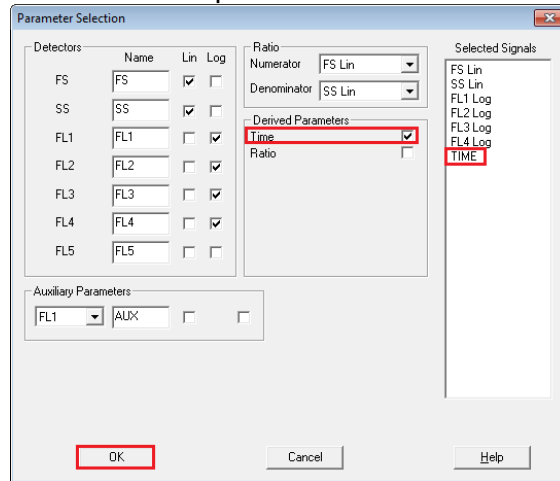 Parameter Selection
Detectors
Name Lin Log
FS FS
SS SS
FL1 FL1
FL2 FL2
FL3 FL3
FL4 FL4
FL5 FL5
Auxiliary Parameters
FL1 AUX
Ratio
Numerator FS Lin
Denominator SS Lin
Derived Parameters
Time
Ratio
Selected Signals
FS Lin
SS Lin
FL1 Log
FL2 Log
FL3 Log
FL4 Log
TIME
OK Cancel Help